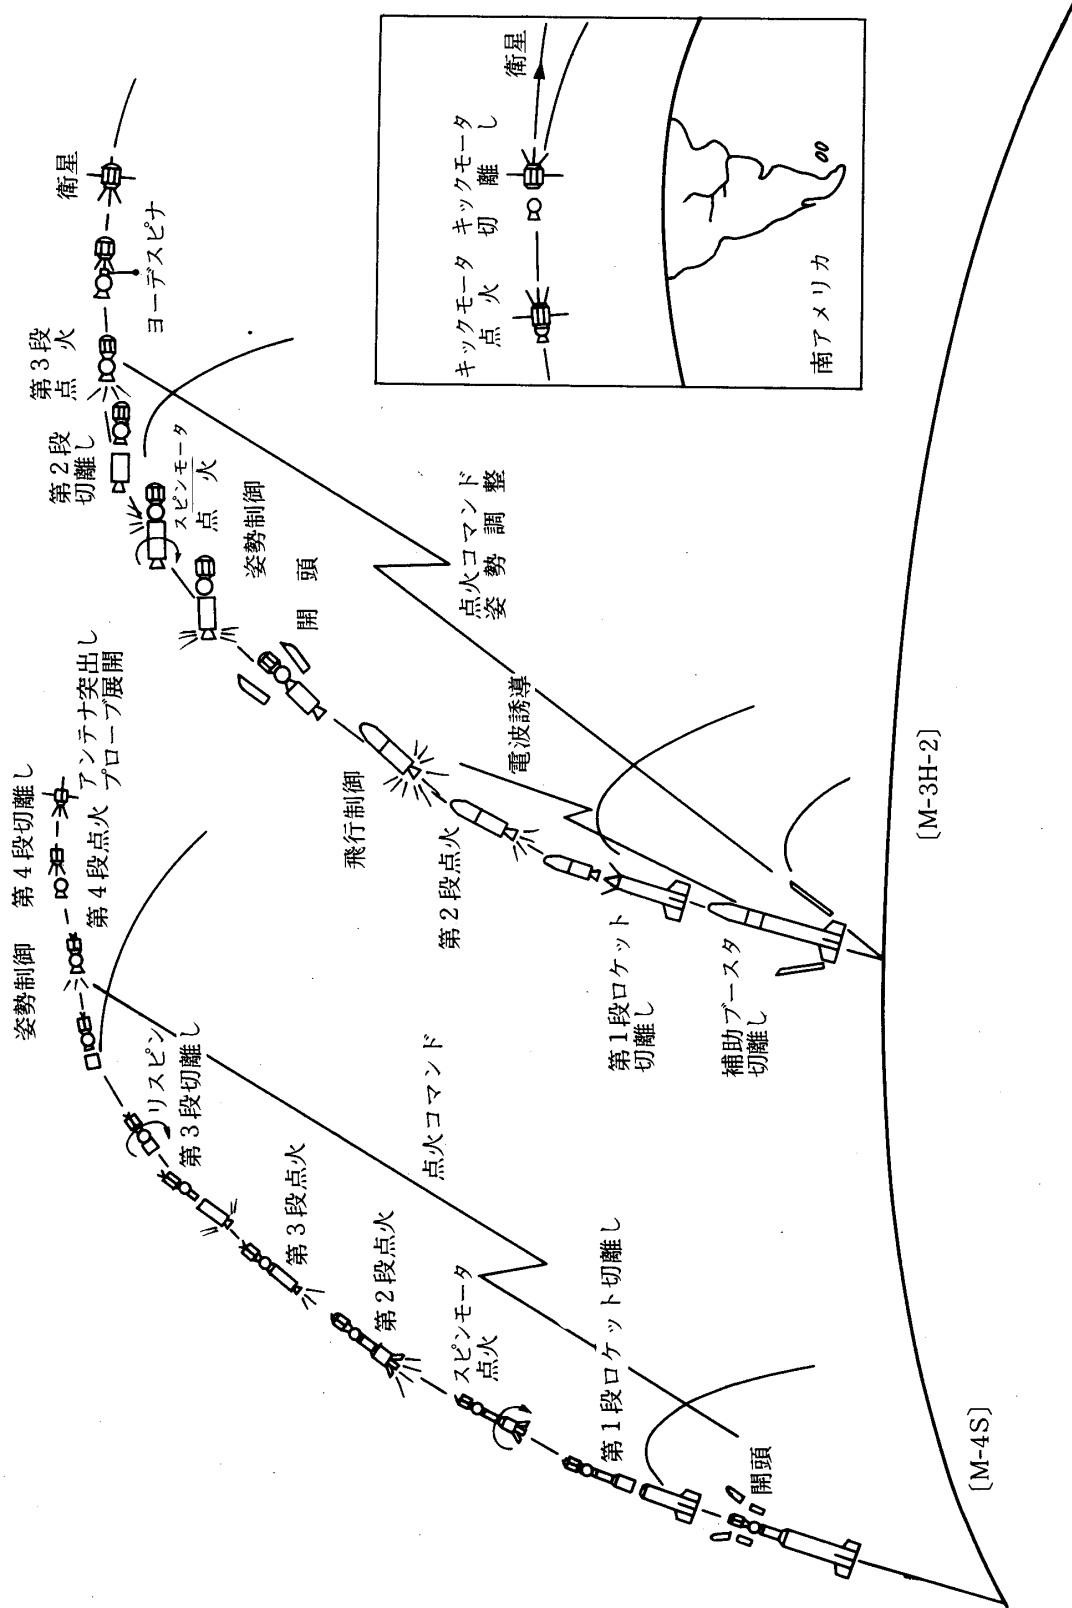 開頭
第1段ロケット切離し
スピンモータ
点火
第2段点火
第3段点火
第3段切離し
リスピン
姿勢制御
第4段点火
第4段切離し
アンテナ突出し
プローブ展開
点火コマンド
〔M-4S〕
補助ブースタ
切離し
第1段ロケット
切離し
第2段点火
飛行制御
電波誘導
開頭
姿勢制御
スピンモータ
点火
第2段
切離し
第3段
点火
ヨーデスピナ
衛星
点火コマンド
姿勢調整
〔M-3H-2〕
キックモータ
点火
キックモータ
切離し
衛星
南アメリカ